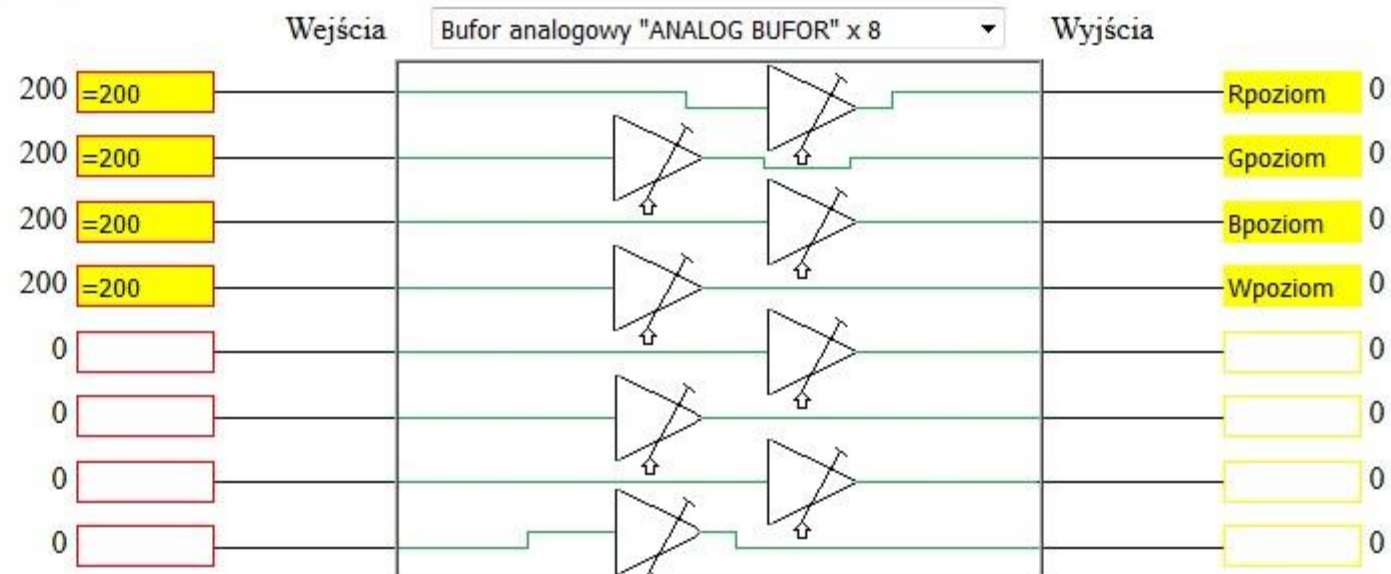 Wejścia Bufor analogowy "ANALOG BUFOR" x 8 Wyjścia
200 =200 Rpoziom 0
200 =200 Gpoziom 0
200 =200 Bpoziom 0
200 =200 Wpoziom 0
0 0
0 0
0 0
0 0